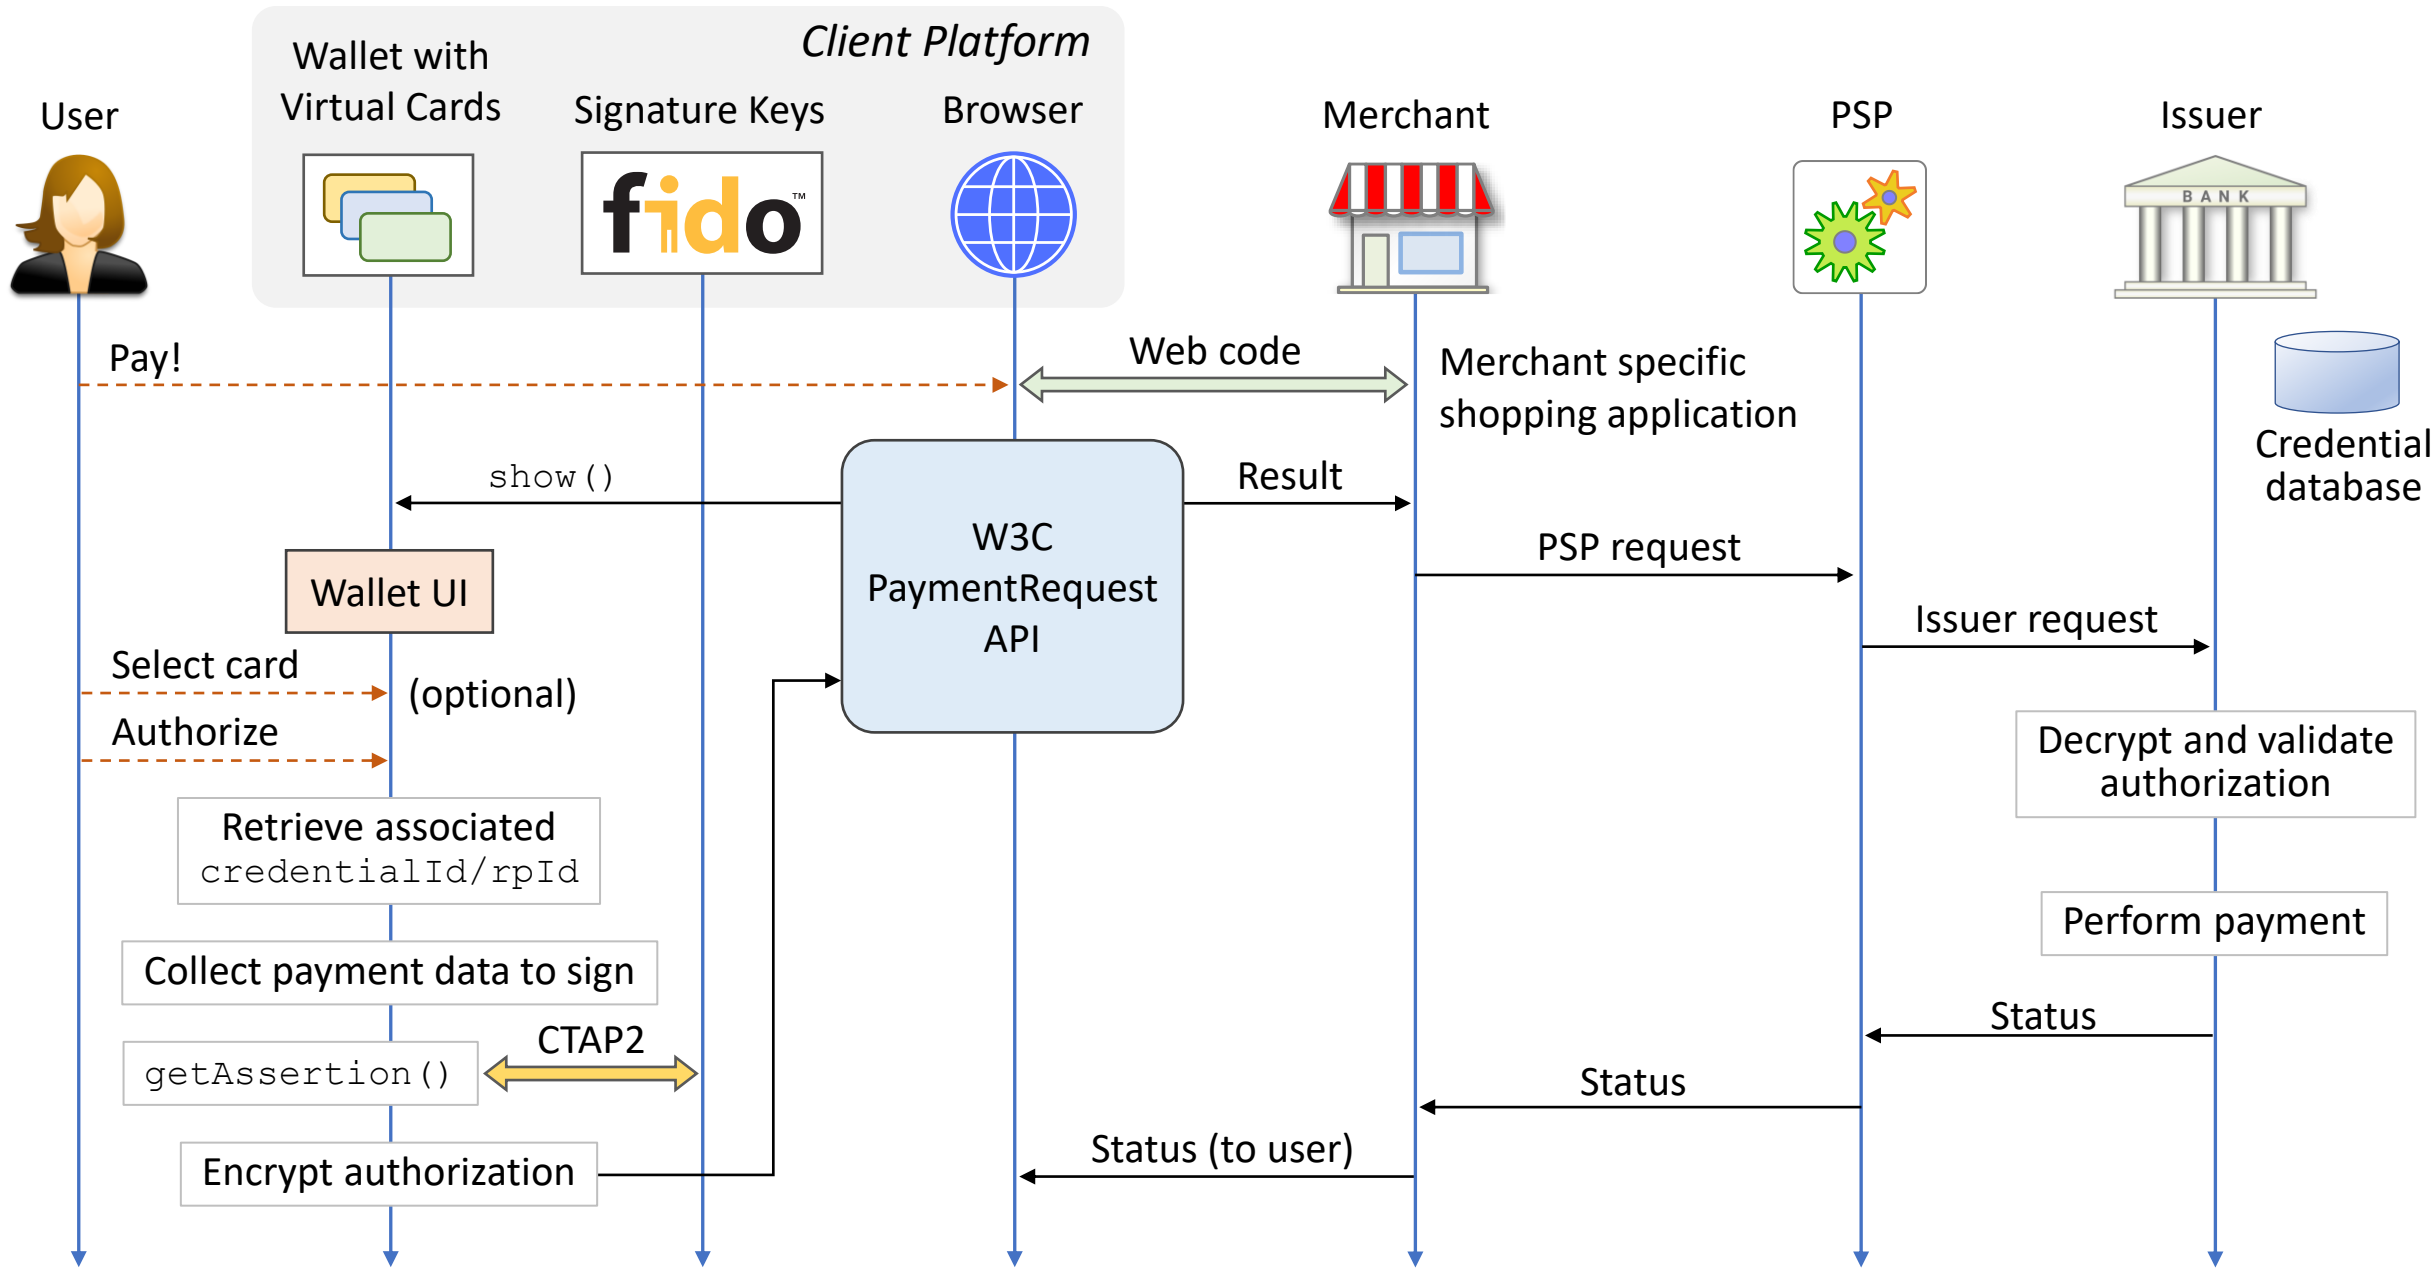 Client Platform
User
Wallet with
Virtual Cards
Signature Keys
Browser
Merchant
PSP
Issuer
fido™
BANK
Pay!
Web code
Merchant specific
shopping application
Credential
database
show()
Result
W3C
PaymentRequest
API
PSP request
Wallet UI
Issuer request
Select card
(optional)
Authorize
Decrypt and validate
authorization
Retrieve associated
credentialId/rpId
Perform payment
Collect payment data to sign
Status
CTAP2
getAssertion()
Status
Status (to user)
Encrypt authorization